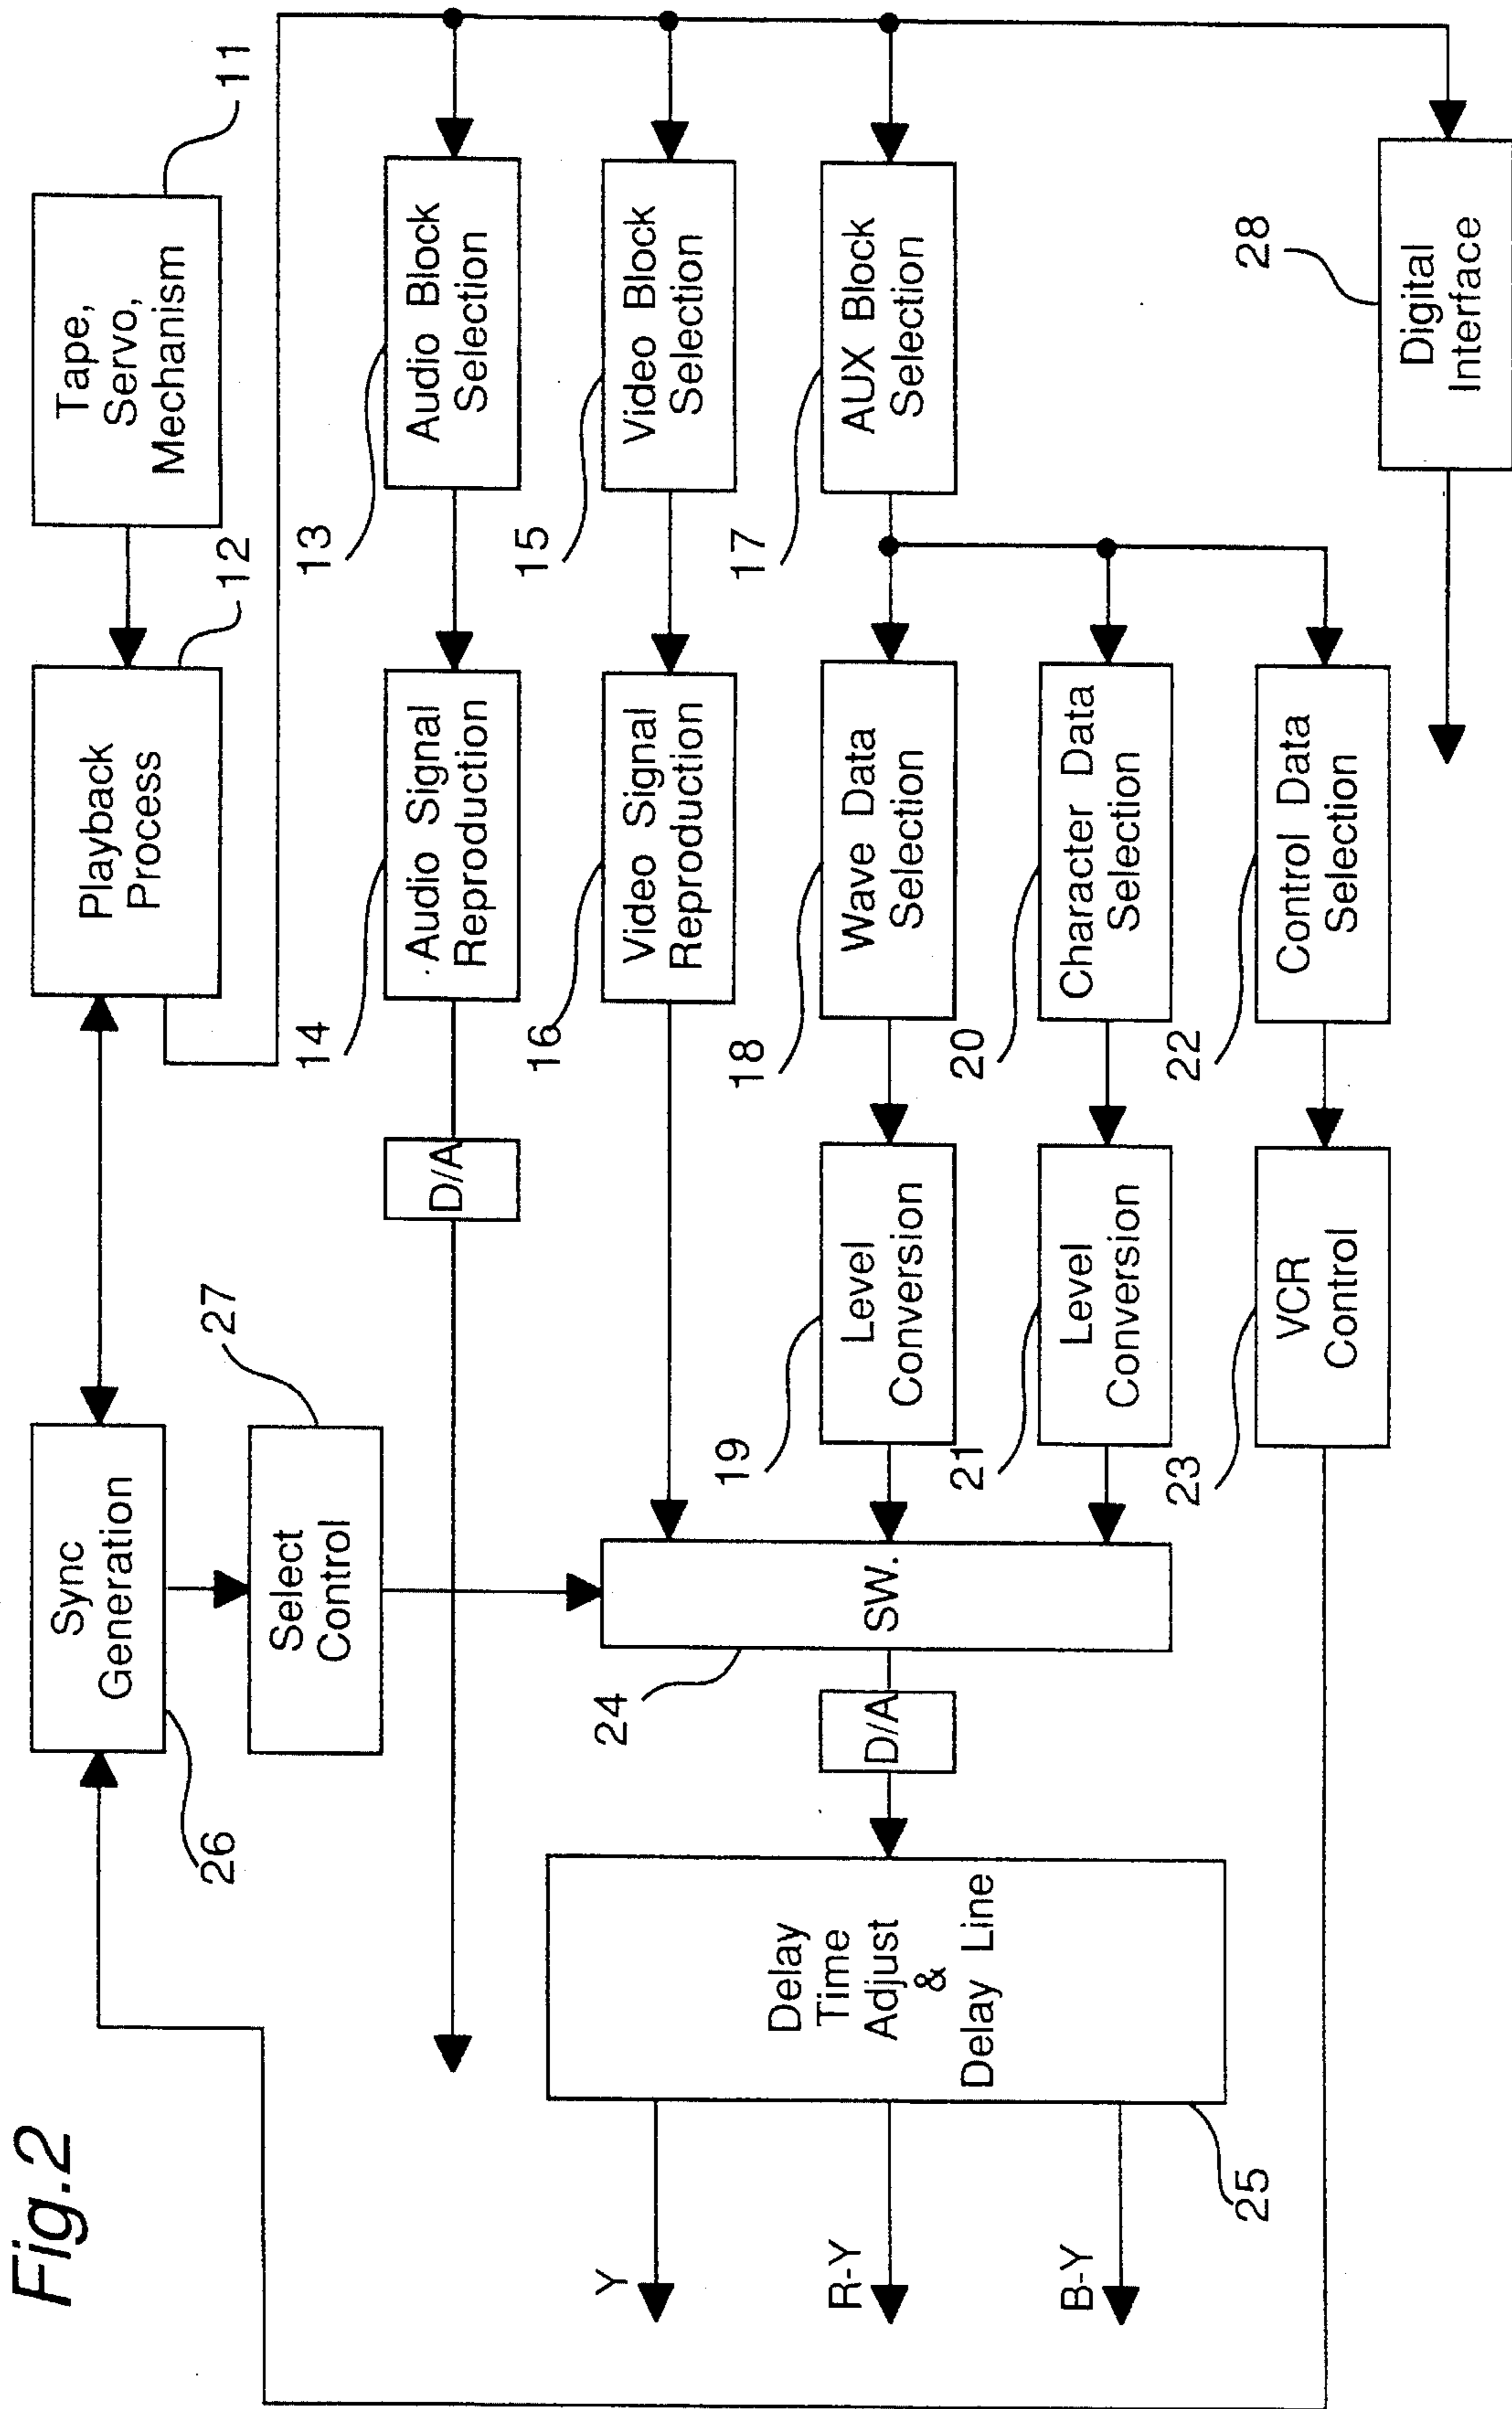 Fig.2
Tape,
Servo,
Mechanism
11
Playback
Process
12
Sync
Generation
26
Select
Control
27
Audio Block
Selection
13
Audio Signal
Reproduction
14
D/A
Video Block
Selection
15
Video Signal
Reproduction
16
AUX Block
Selection
17
Wave Data
Selection
18
Level
Conversion
19
Character Data
Selection
20
Level
Conversion
21
Control Data
Selection
22
VCR
Control
23
SW.
24
D/A
Delay
Time
Adjust
&
Delay Line
25
Y
R-Y
B-Y
Digital
Interface
28